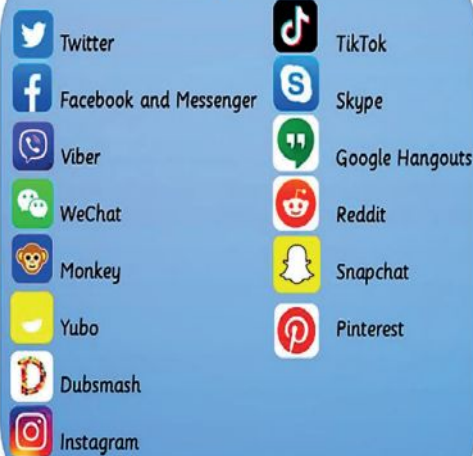 Twitter
Facebook and Messenger
Viber
WeChat
Monkey
Yubo
Dubsmash
Instagram
TikTok
Skype
Google Hangouts
Reddit
Snapchat
Pinterest